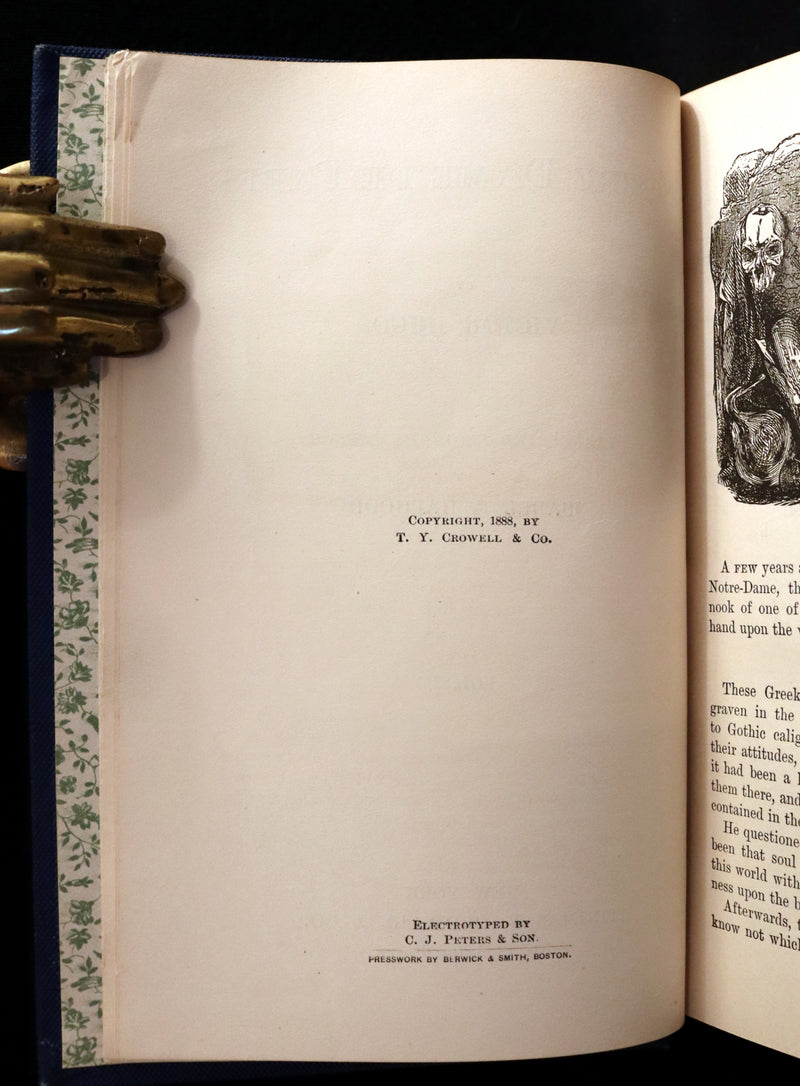 COPYRIGHT, 1888, BY
T. Y. CROWELL & CO.
ELECTROTYPED BY
C. J. PETERS & SON.
PRESSWORK BY BERWICK & SMITH, BOSTON.
A FEW years
Notre-Dame, th
nook of one of
hand upon the
These Greek
graven in the
to Gothic calig
their attitudes,
it had been a
them there, and
contained in the
He questione
been that soul
this world with
ness upon the b
Afterwards, t
know not which